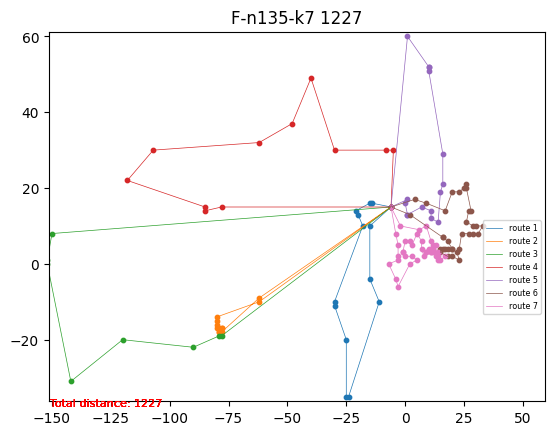 F-n135-k7 1227
60
40
20
0
−20
route 1
route 2
route 3
route 4
route 5
route 6
route 7
Total distance: 1227
−150 −125 −100 −75 −50 −25 0 25 50